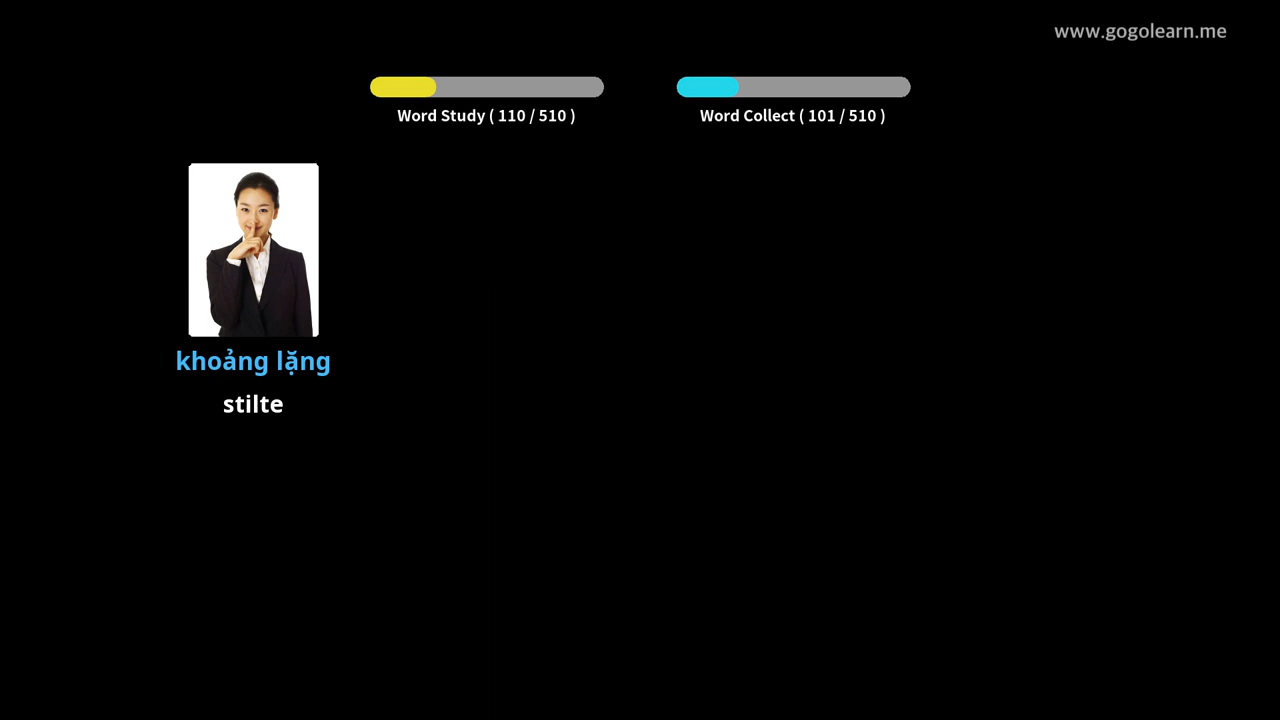 www.gogolearn.me
Word Study ( 110 / 510 )
Word Collect ( 101 / 510 )
khoảng lặng
stilte